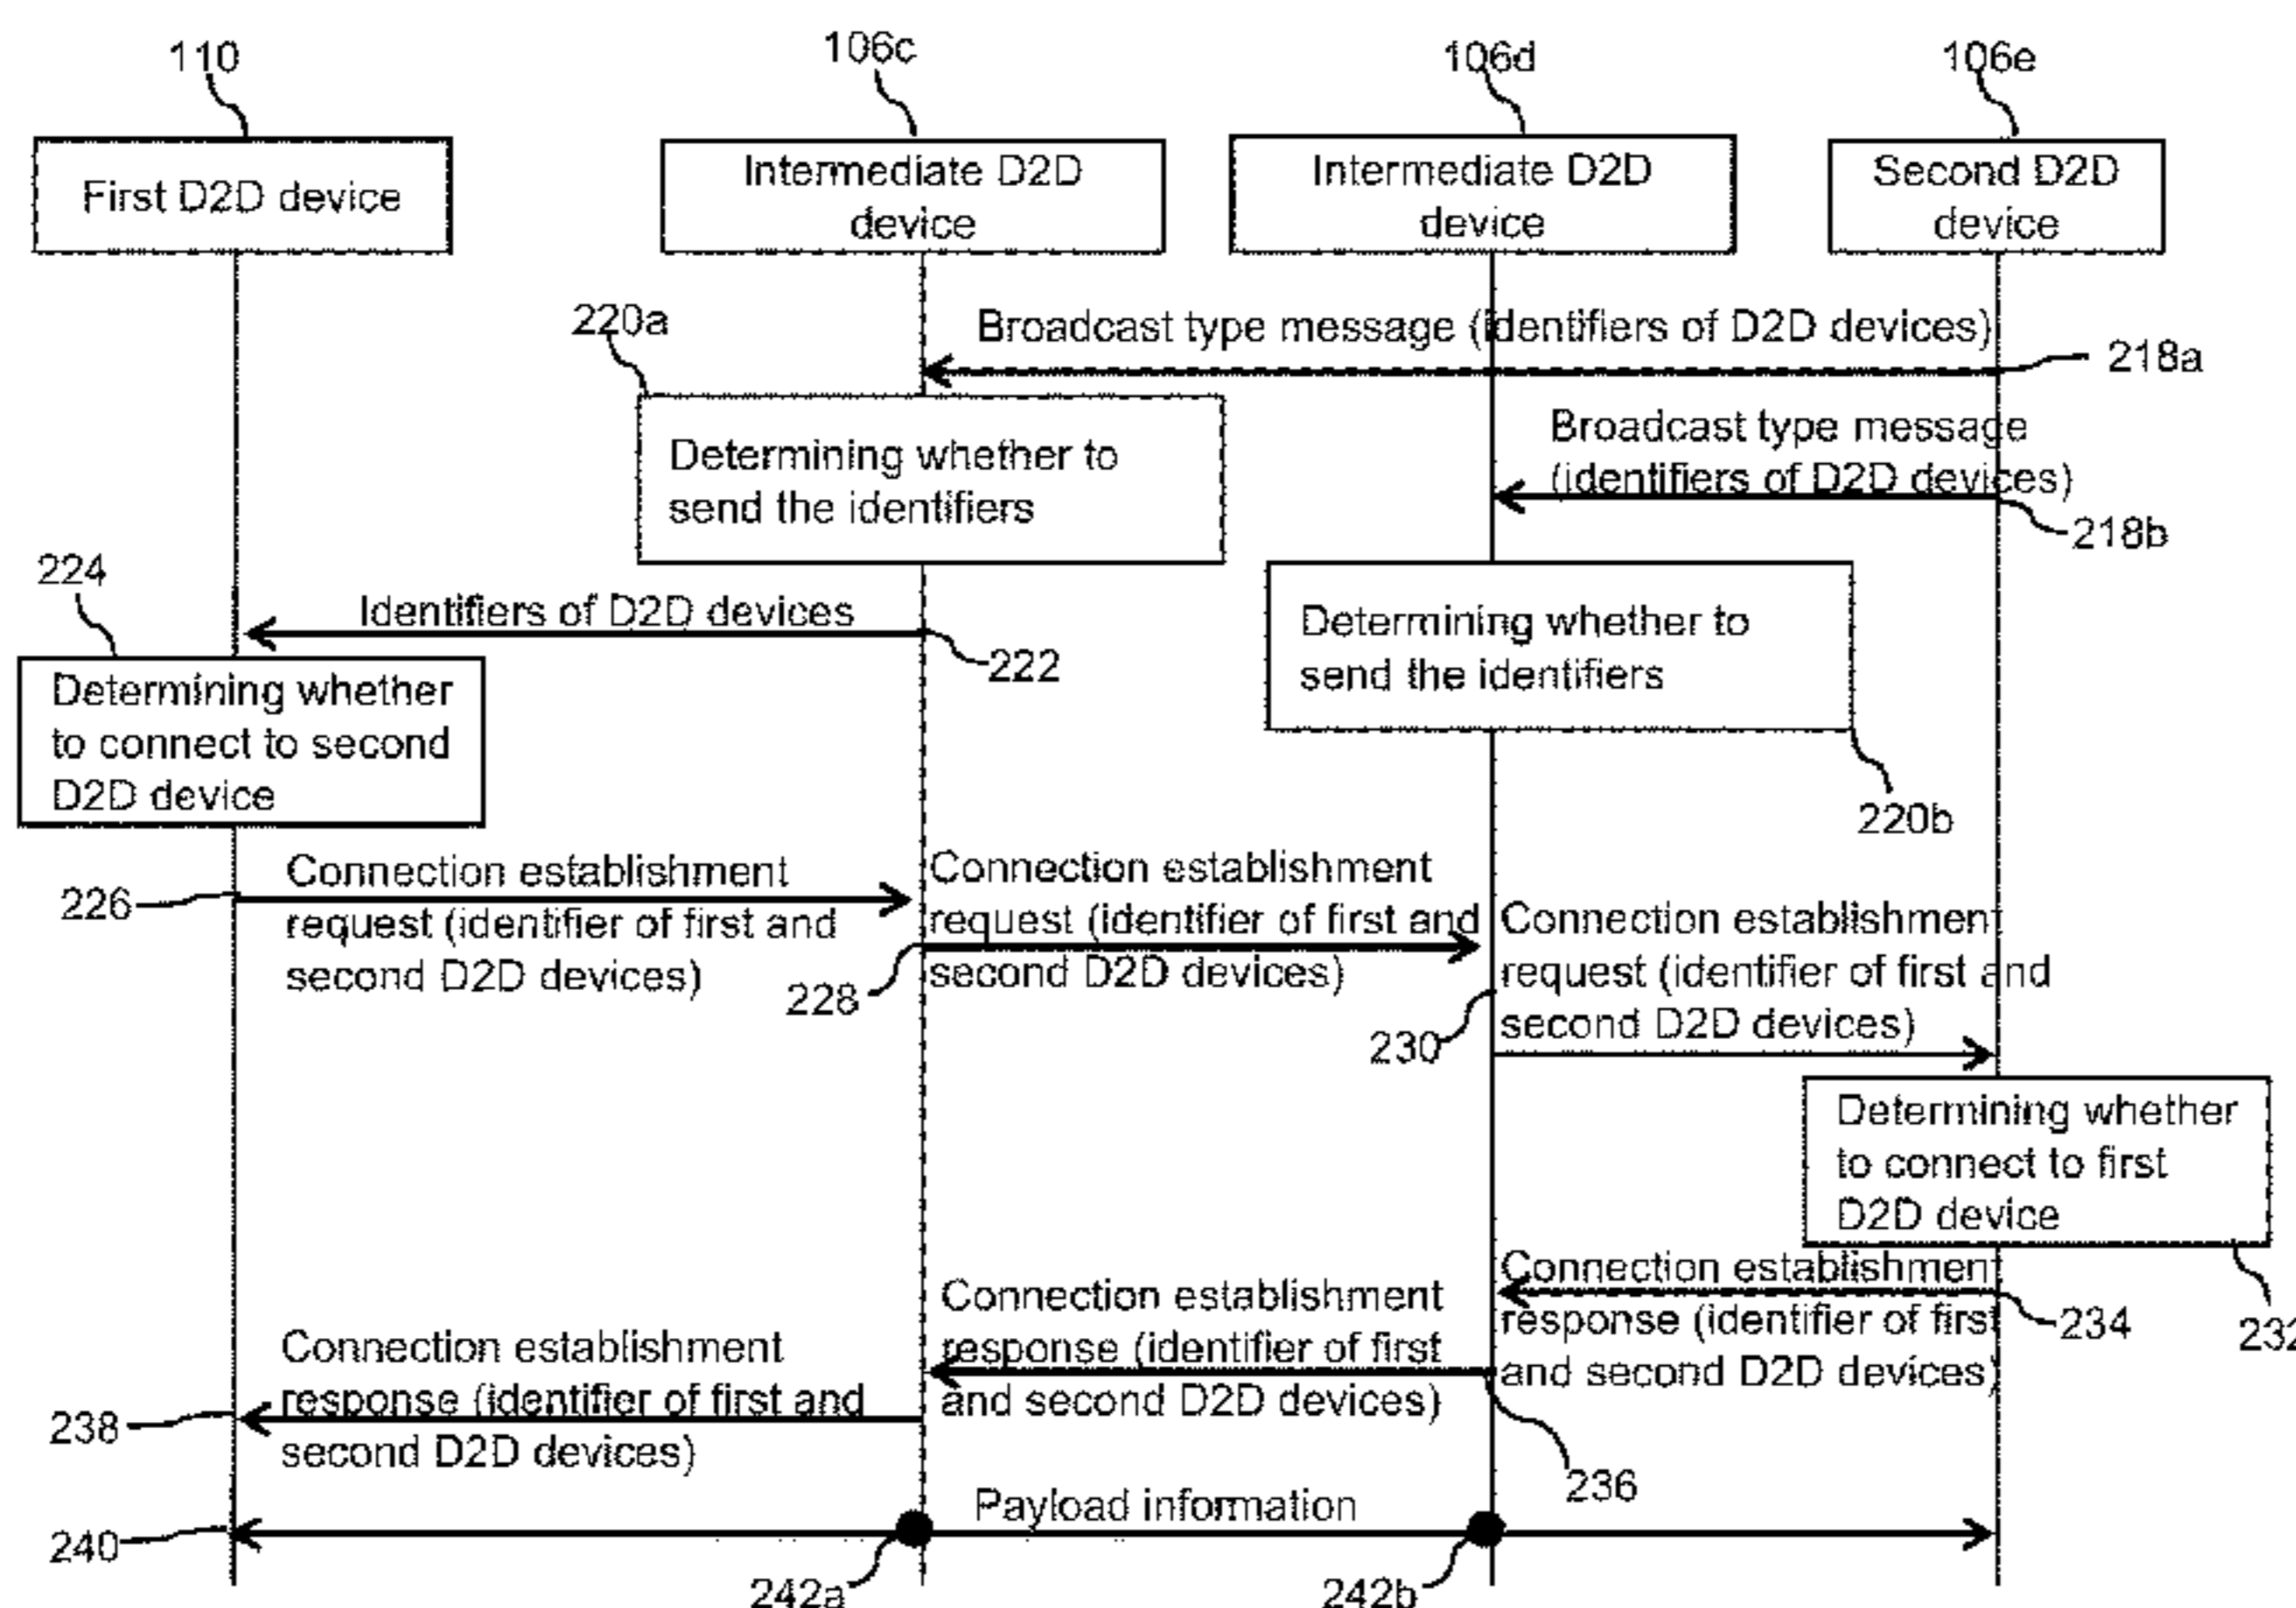 110
106c
106d
106e
First D2D device
Intermediate D2D
device
Intermediate D2D
device
Second D2D
device
220a
Broadcast type message (identifiers of D2D devices)
218a
Determining whether to
send the identifiers
Broadcast type message
(identifiers of D2D devices)
218b
224
Identifiers of D2D devices
222
Determining whether to
send the identifiers
220b
Determining whether
to connect to second
D2D device
226
Connection establishment
request (identifier of first and
second D2D devices)
228
Connection establishment
request (identifier of first and
second D2D devices)
230
Connection establishment
request (identifier of first and
second D2D devices)
Determining whether
to connect to first
D2D device
232
Connection establishment
response (identifier of first
and second D2D devices)
234
Connection establishment
response (identifier of first
and second D2D devices)
236
Connection establishment
response (identifier of first and
second D2D devices)
238
Payload information
240
242a
242b